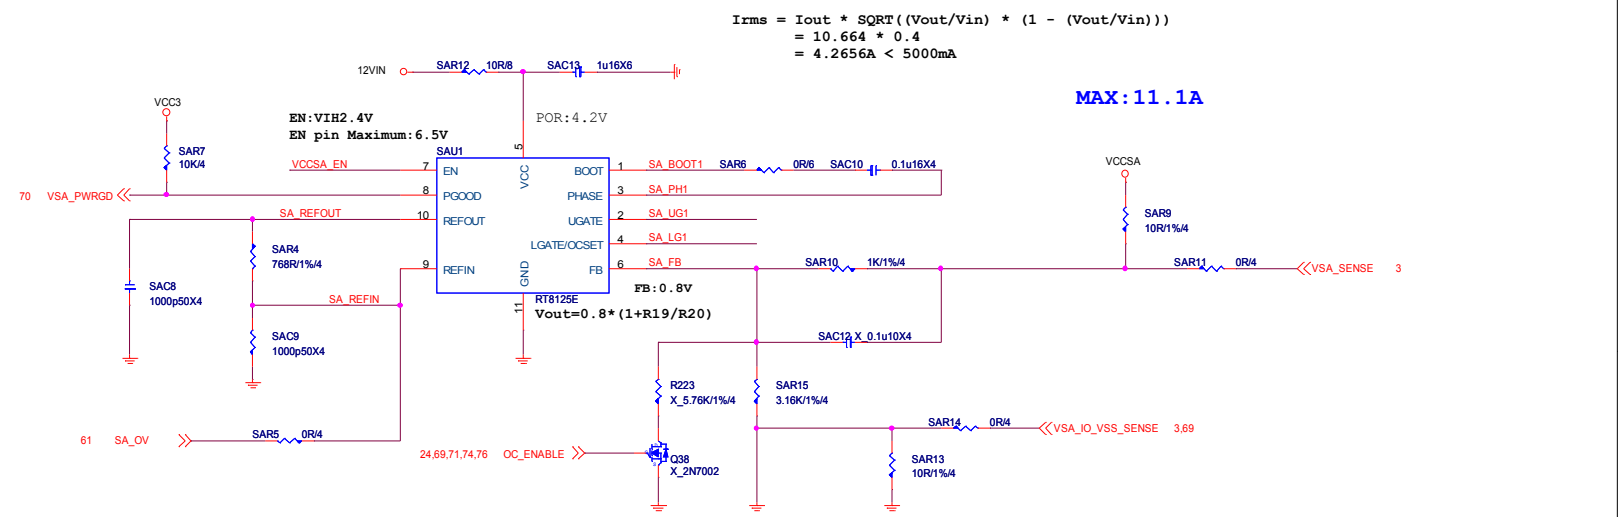 Irms = Iout * SQRT((Vout/Vin) * (1 - (Vout/Vin)))
= 10.664 * 0.4
= 4.2656A < 5000mA
MAX:11.1A
12VIN
SAR12
10R/8
SAC13
1u16X6
VCC3
EN:VIH2.4V
EN pin Maximum:6.5V
POR:4.2V
SAR7
10K/4
SAU1
VCCSA_EN
7
EN
5
VCC
BOOT
1
SA_BOOT1
SAR6
0R/6
SAC10
0.1u16X4
VCCSA
70
VSA_PWRGD
8
PGOOD
PHASE
3
SA_PH1
SA_REFOUT
10
REFOUT
UGATE
2
SA_UG1
SAR9
10R/1%/4
SAR4
768R/1%/4
LGATE/OCSET
4
SA_LG1
9
REFIN
GND
FB
6
SA_FB
SAR10
1K/1%/4
SAR11
0R/4
VSA_SENSE
3
SAC8
1000p50X4
SA_REFIN
11
RT8125E
FB:0.8V
Vout=0.8*(1+R19/R20)
SAC9
1000p50X4
SAC12
X_0.1u10X4
R223
X_5.76K/1%/4
SAR15
3.16K/1%/4
61
SA_OV
SAR5
0R/4
SAR14
0R/4
VSA_IO_VSS_SENSE
3,69
24,69,71,74,76
OC_ENABLE
Q38
X_2N7002
SAR13
10R/1%/4